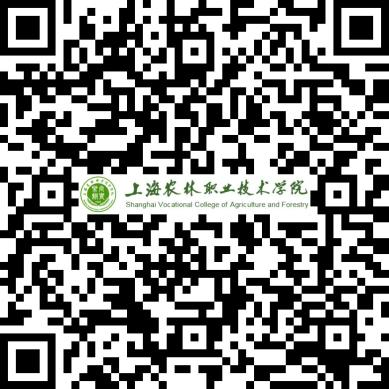 上海农林职业技术学院
Shanghai Vocational College of Agriculture and Forestry